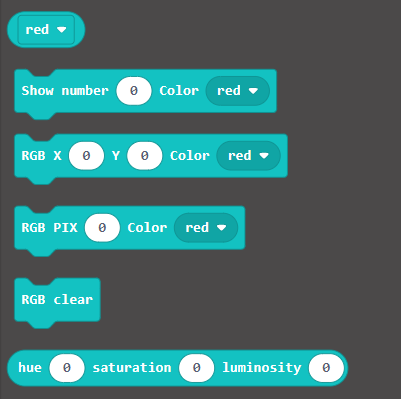 red
Show number 0 Color red
RGB X 0 Y 0 Color red
RGB PIX 0 Color red
RGB clear
hue 0 saturation 0 luminosity 0